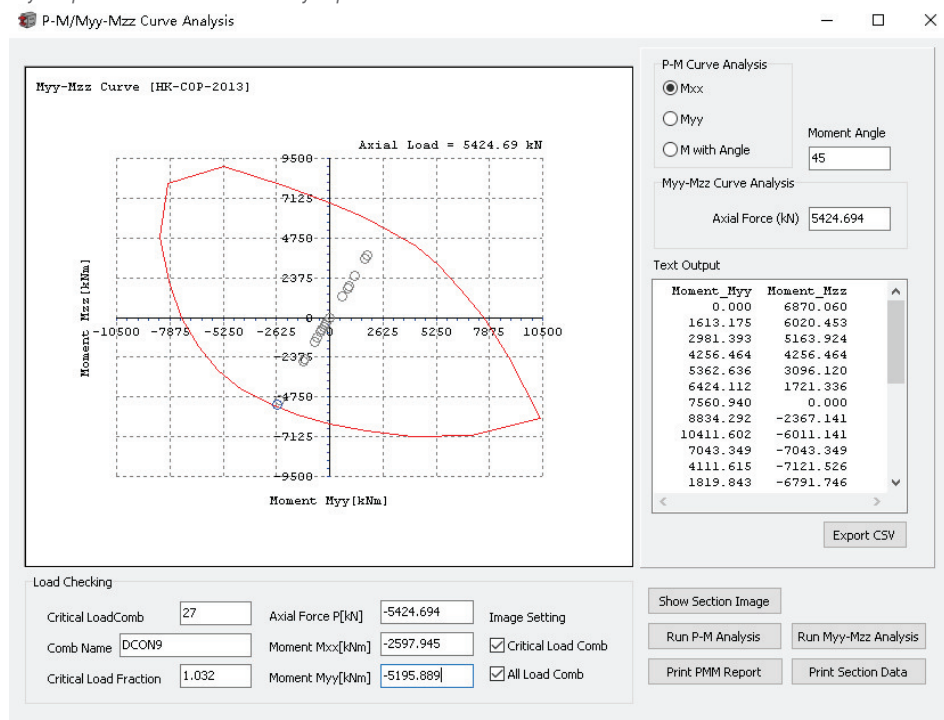 P-M/Myy-Mzz Curve Analysis
Myy-Mzz Curve [HK-COP-2013]
Axial Load = 5424.69 kN
9500
7125
4750
2375
0
-10500 -7875 -5250 -2625 0 2625 5250 7875 10500
-2375
-4750
-7125
-9500
Moment Mzz[kNm]
Moment Myy[kNm]
P-M Curve Analysis
Mxx
Myy
M with Angle
Moment Angle
45
Myy-Mzz Curve Analysis
Axial Force (kN) 5424.694
Text Output
Moment_Myy Moment_Mzz
0.000 6870.060
1613.175 6020.453
2981.393 5163.924
4256.464 4256.464
5362.636 3096.120
6424.112 1721.336
7560.940 0.000
8834.292 -2367.141
10411.602 -6011.141
7043.349 -7043.349
4111.615 -7121.526
1819.843 -6791.746
Export CSV
Load Checking
Critical LoadComb 27
Comb Name DCON9
Critical Load Fraction 1.032
Axial Force P[kN] -5424.694
Moment Mxx[kNm] -2597.945
Moment Myy[kNm] -5195.889
Image Setting
Critical Load Comb
All Load Comb
Show Section Image
Run P-M Analysis
Run Myy-Mzz Analysis
Print PMM Report
Print Section Data